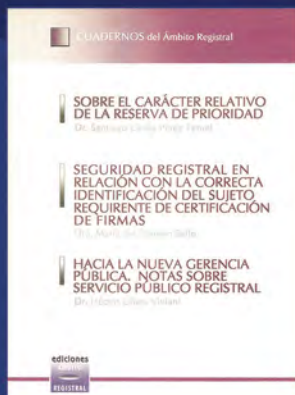 CUADERNOS del Ámbito Registral
SOBRE EL CARÁCTER RELATIVO
DE LA RESERVA DE PRIORIDAD
Dr.
SEGURIDAD REGISTRAL EN
RELACIÓN CON LA CORRECTA
IDENTIFICACIÓN DEL SUJETO
REQUIRENTE DE CERTIFICACIÓN
DE FIRMAS
HACIA LA NUEVA GERENCIA
PÚBLICA. NOTAS SOBRE
SERVICIO PÚBLICO REGISTRAL
Dr.
ediciones
REGISTRAL